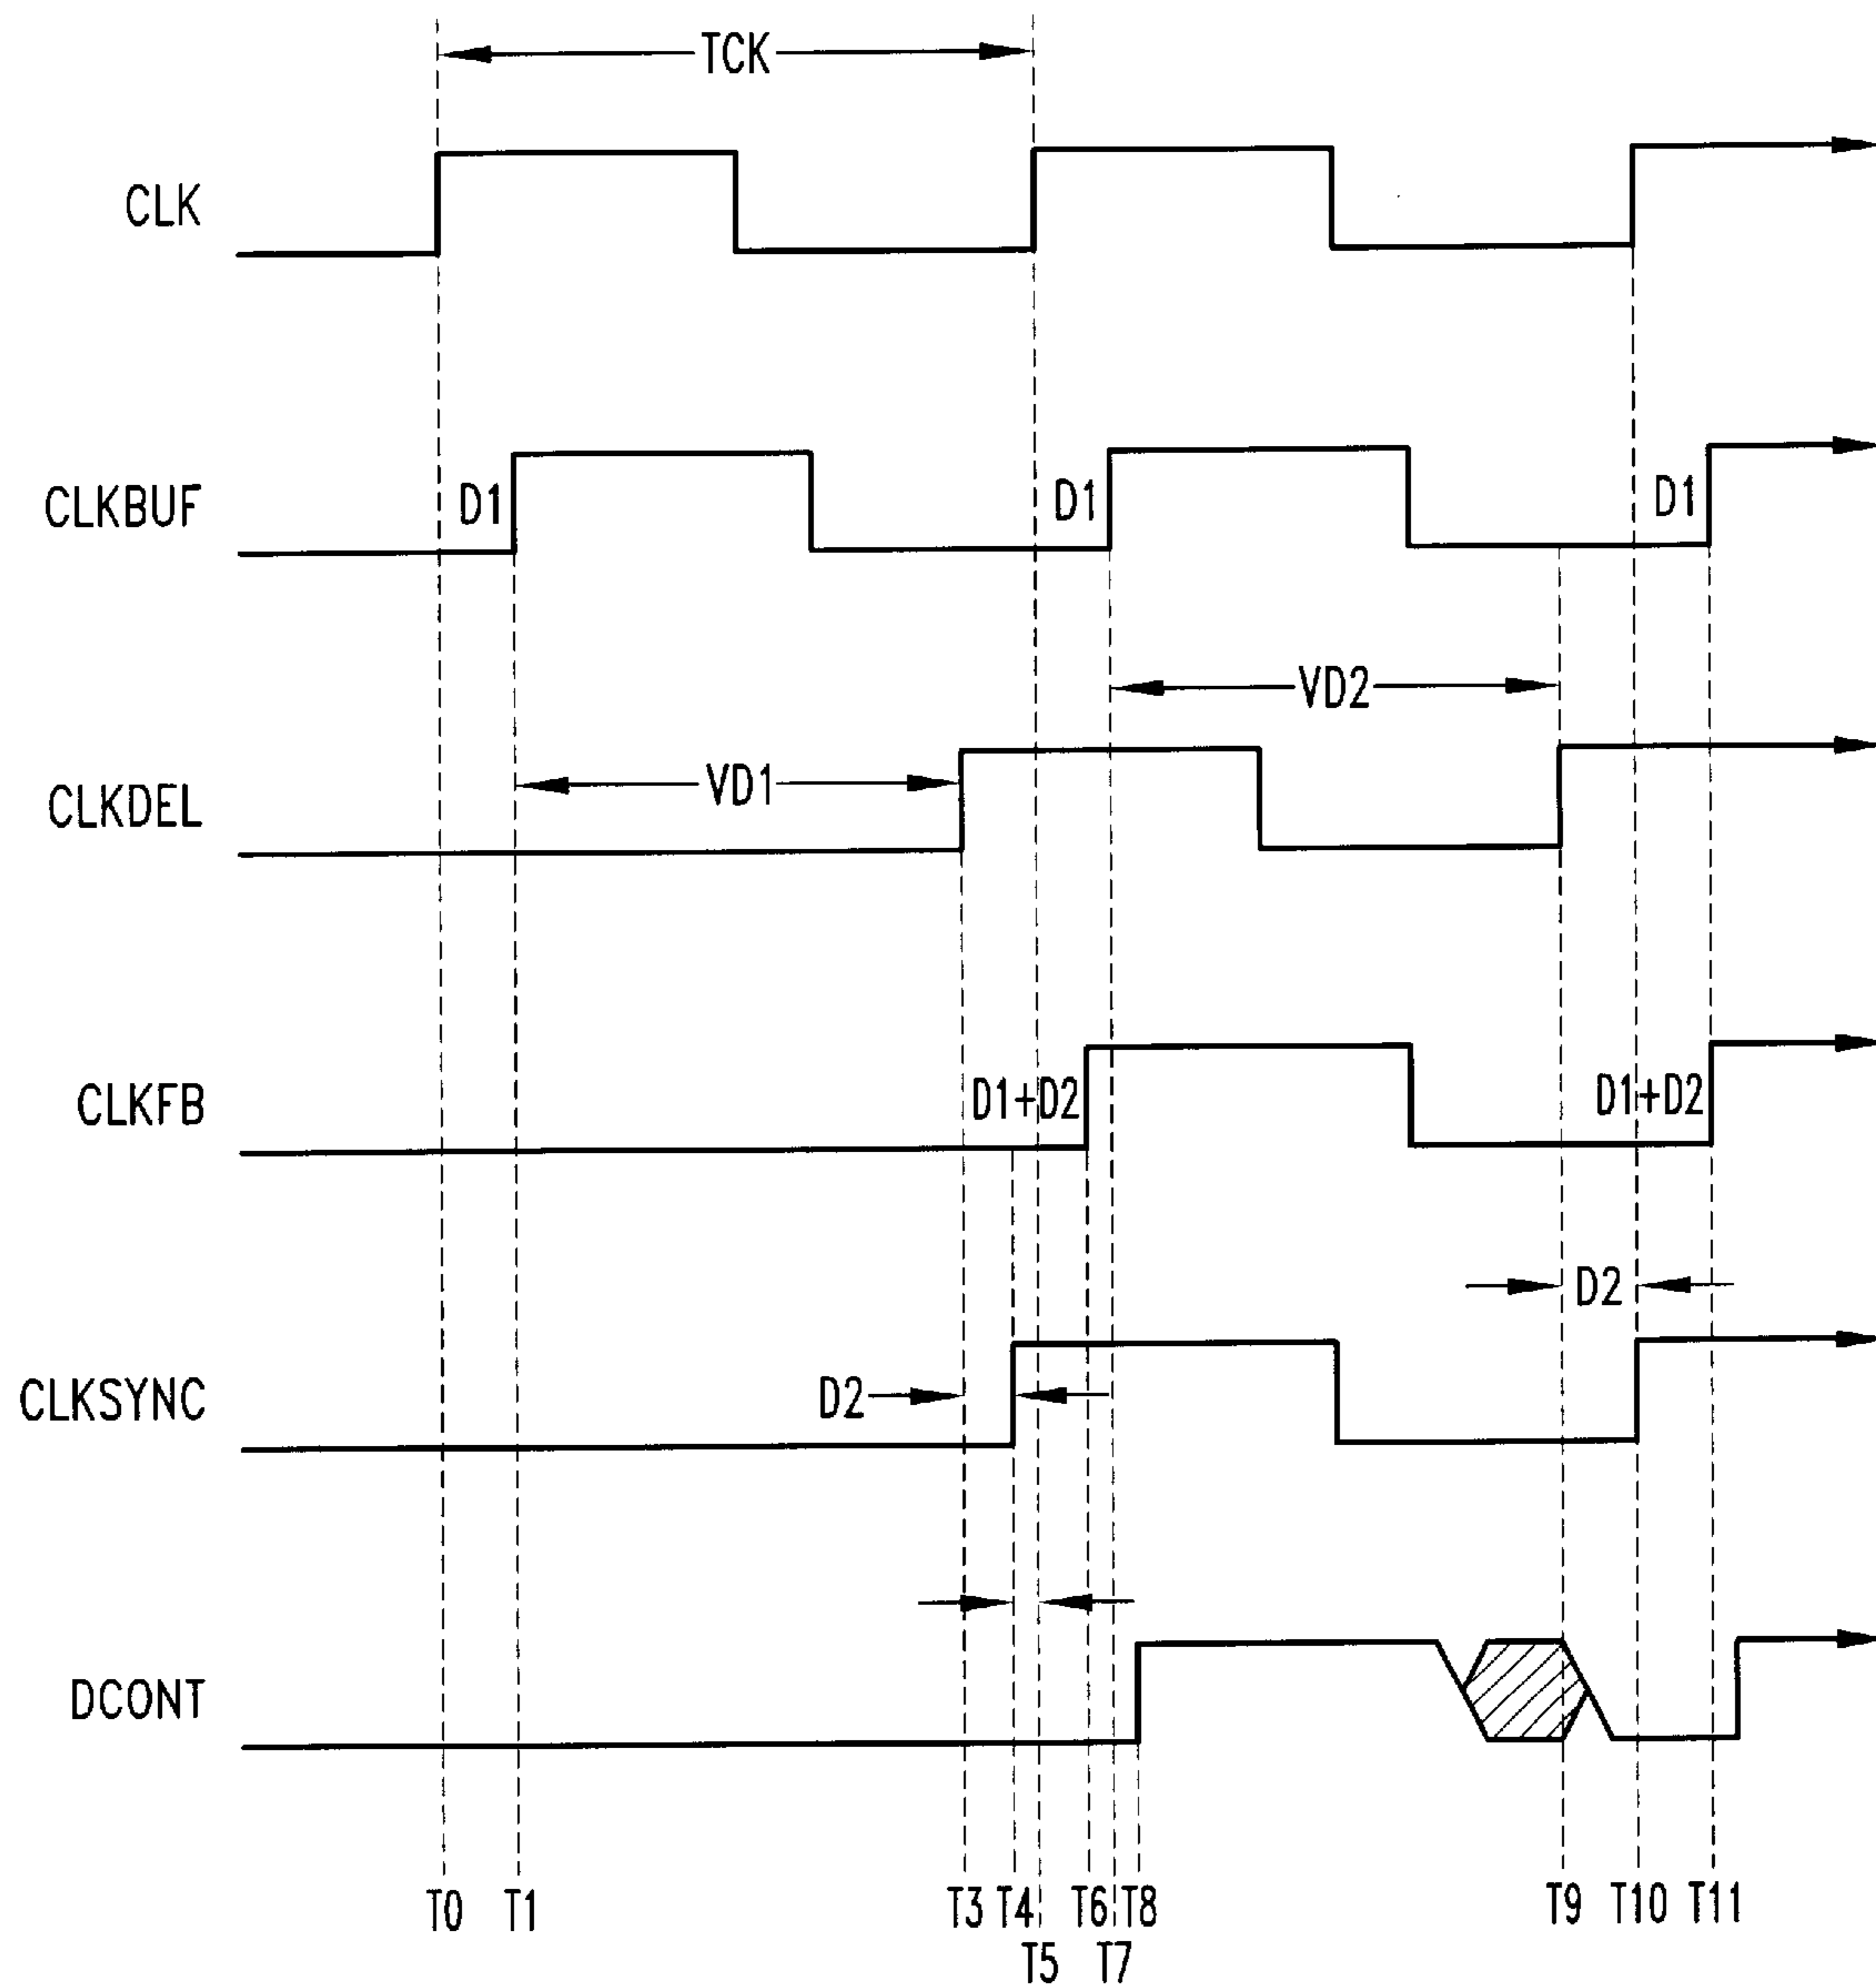 TCK
CLK
CLKBUF D1 D1 D1
VD2
CLKDEL VD1
CLKFB D1+D2 D1+D2
D2
CLKSYNC D2
DCONT
T0 T1 T3 T4 T6 T8 T9 T10 T11
T5 T7